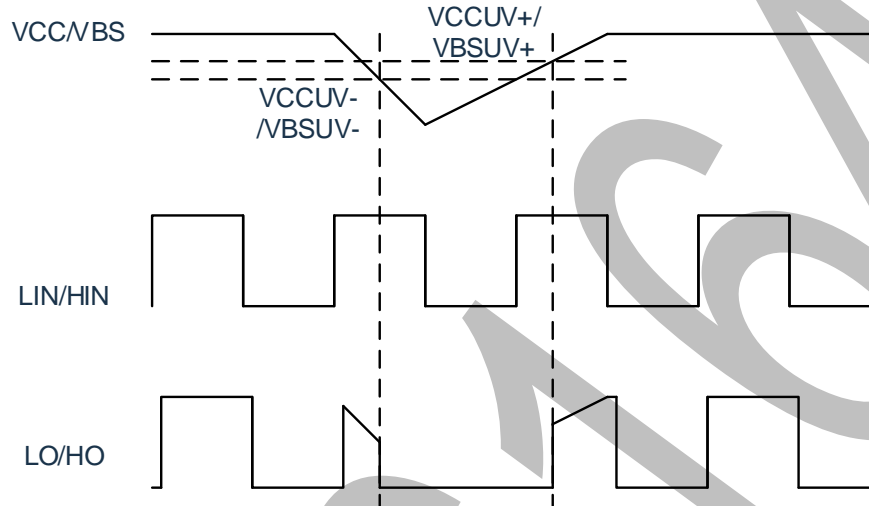 VCC/VBS
VCCUV+/
VBSUV+
VCCUV-
/VBSUV-
LIN/HIN
LO/HO